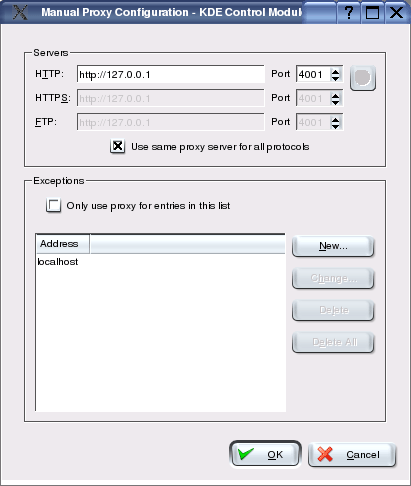 Manual Proxy Configuration - KDE Control Modul
Servers
HTTP: http://127.0.0.1 Port 4001
HTTPS: http://127.0.0.1 Port 4001
FTP: http://127.0.0.1 Port 4001
Use same proxy server for all protocols
Exceptions
Only use proxy for entries in this list
Address
localhost
New...
Change...
Delete
Delete All
OK Cancel